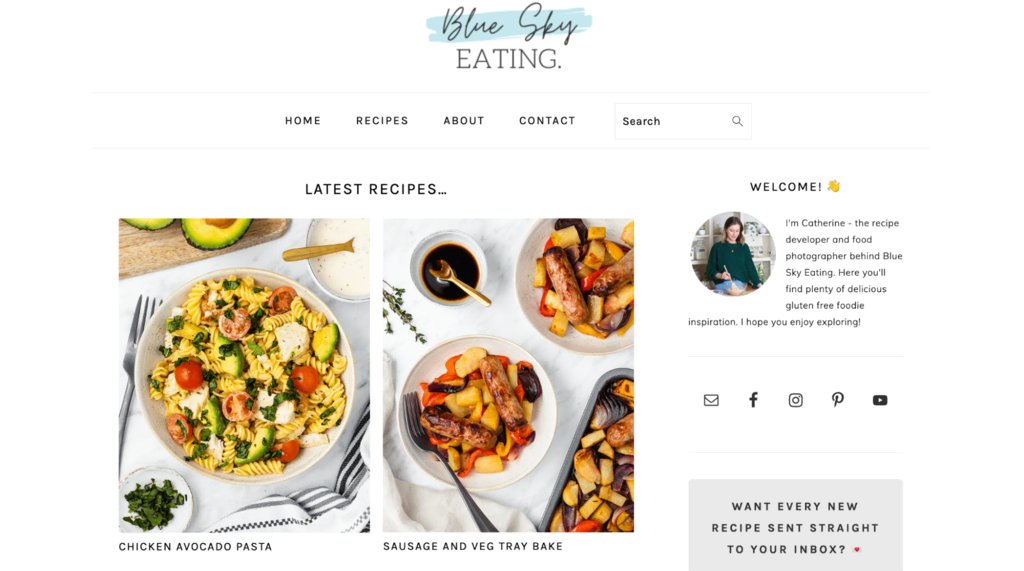 Blue Sky
EATING.
HOME
RECIPES
ABOUT
CONTACT
Search
LATEST RECIPES…
CHICKEN AVOCADO PASTA
SAUSAGE AND VEG TRAY BAKE
WELCOME! 👋
I'm Catherine - the recipe
developer and food
photographer behind Blue
Sky Eating. Here you'll
find plenty of delicious
gluten free foodie
inspiration. I hope you enjoy exploring!
WANT EVERY NEW
RECIPE SENT STRAIGHT
TO YOUR INBOX? 💌